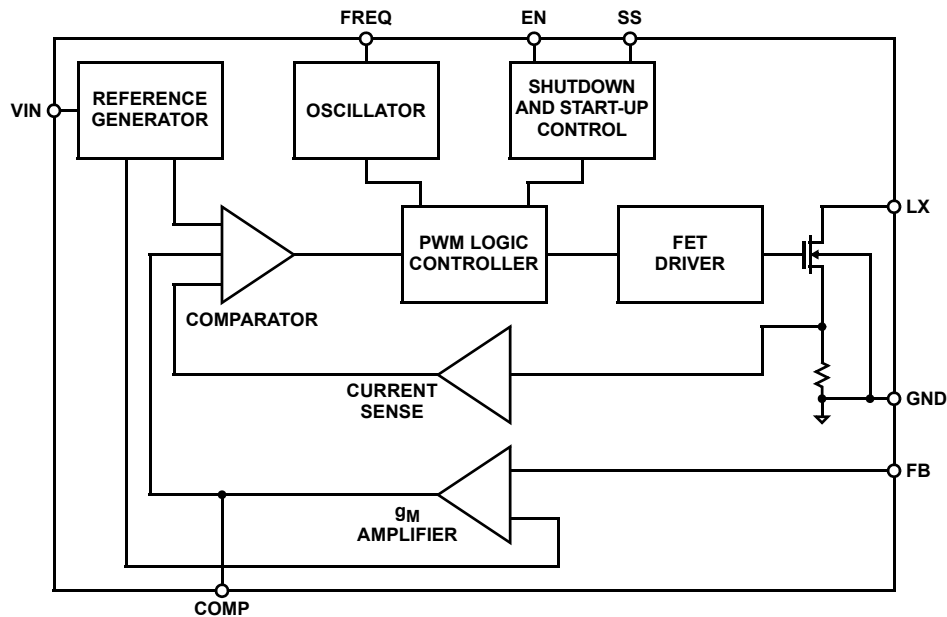 FREQ
EN
SS
VIN
REFERENCE
GENERATOR
OSCILLATOR
SHUTDOWN
AND START-UP
CONTROL
LX
PWM LOGIC
CONTROLLER
FET
DRIVER
COMPARATOR
CURRENT
SENSE
GND
FB
gM
AMPLIFIER
COMP